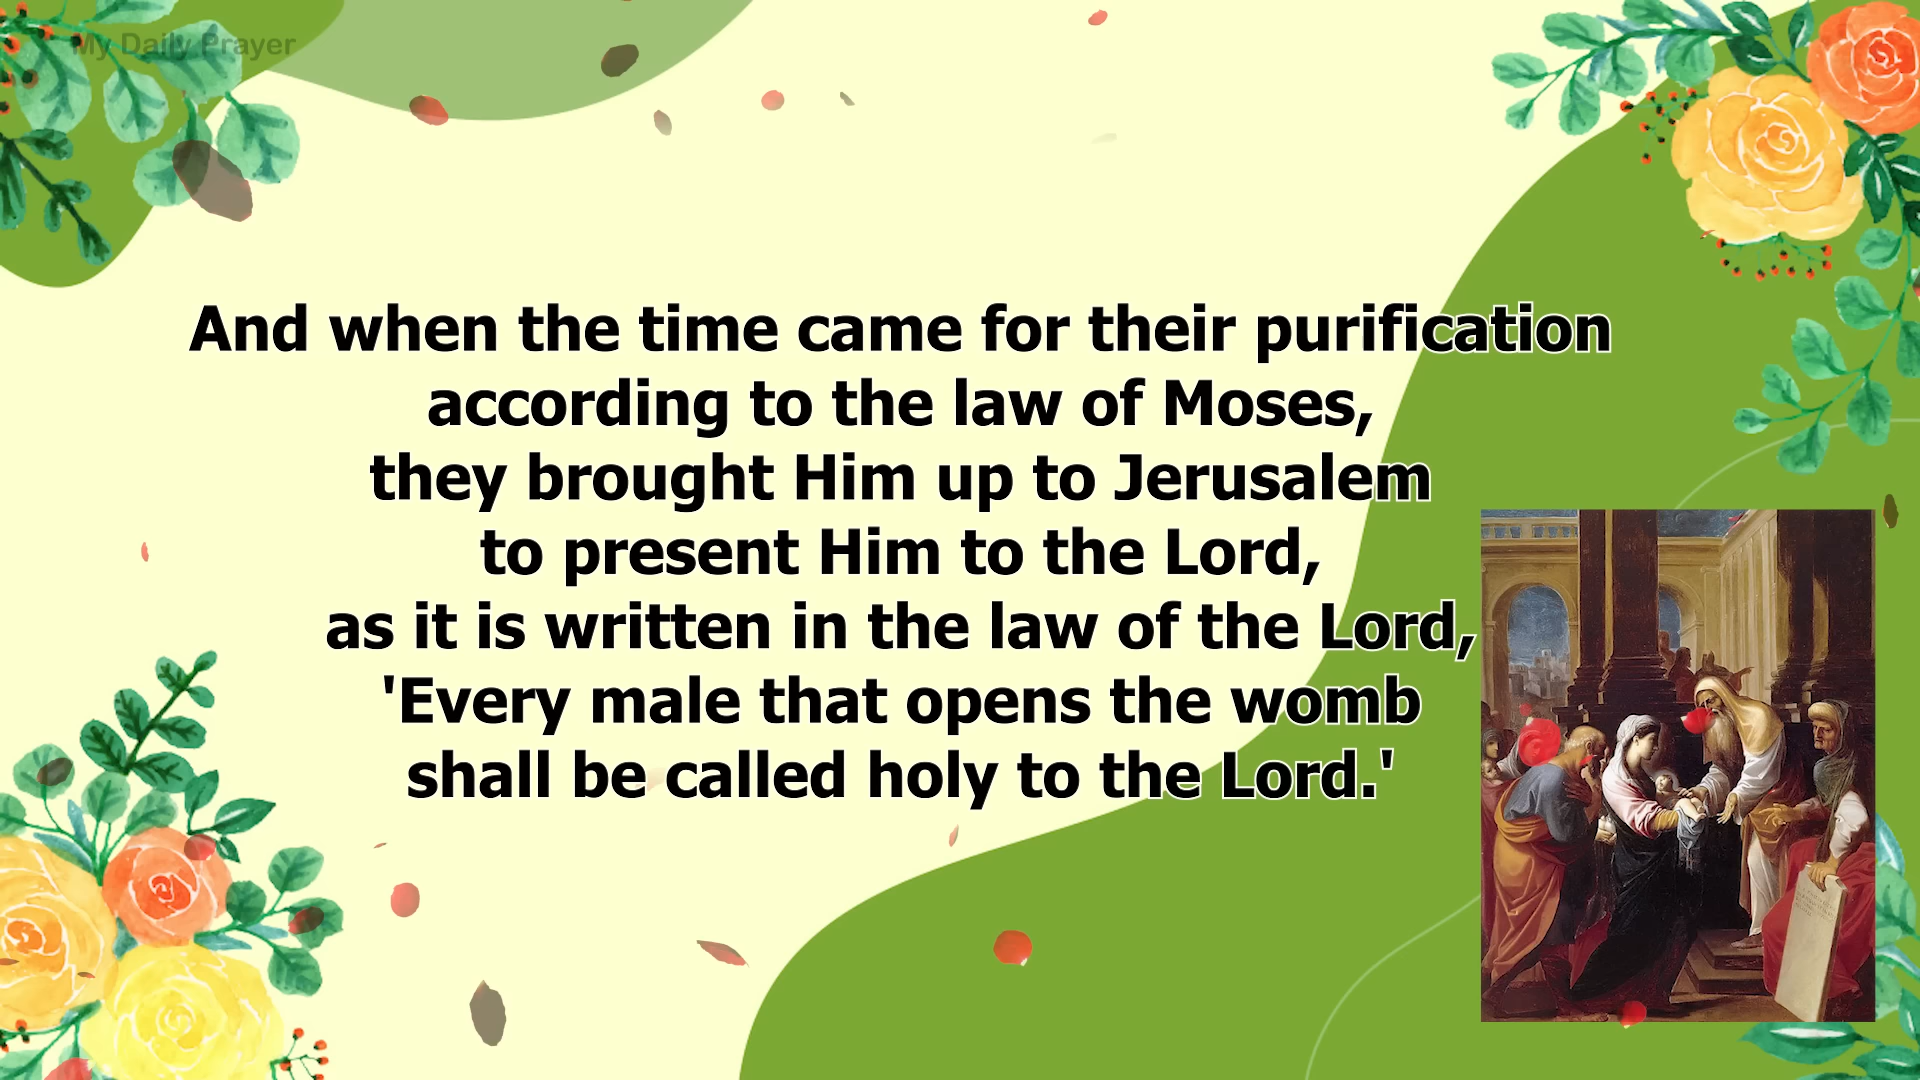 My Daily Prayer
And when the time came for their purification
according to the law of Moses,
they brought Him up to Jerusalem
to present Him to the Lord,
as it is written in the law of the Lord,
'Every male that opens the womb
shall be called holy to the Lord.'